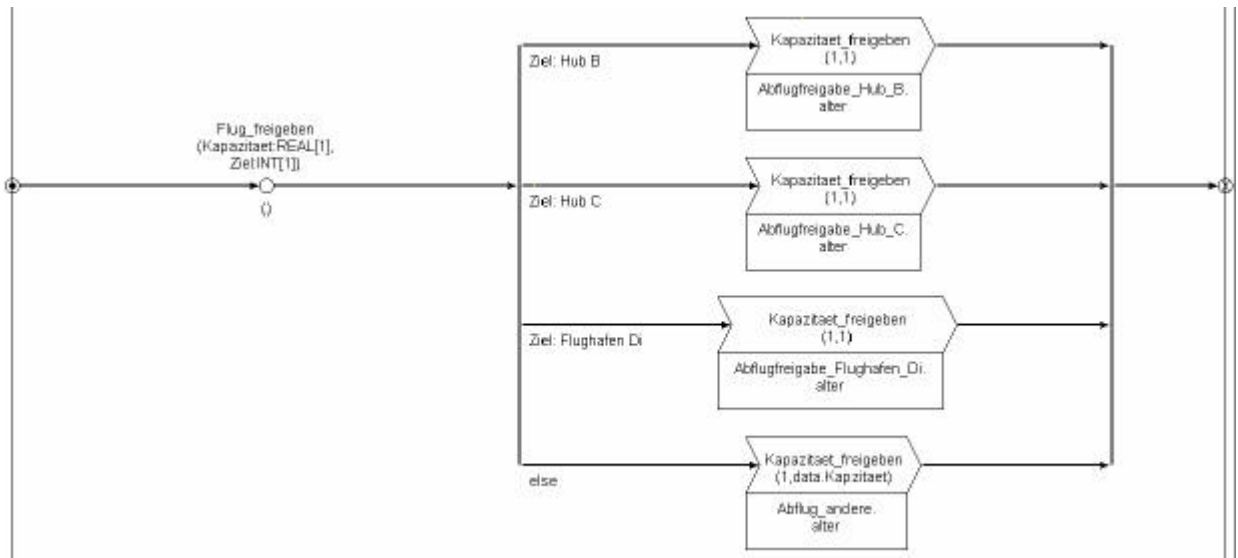 Kapazitaet_freigeben
(1,1)
Ziel: Hub B
Abflugfreigabe_Hub_B.
alter
Flug_freigeben
(Kapazitaet:REAL[1],
Ziel:INT[1])
()
Kapazitaet_freigeben
(1,1)
Ziel: Hub C
Abflugfreigabe_Hub_C.
alter
Kapazitaet_freigeben
(1,1)
Ziel: Flughafen Di
Abflugfreigabe_Flughafen_Di.
alter
Kapazitaet_freigeben
(1,data.Kapzitaet)
else
Abflug_andere.
alter